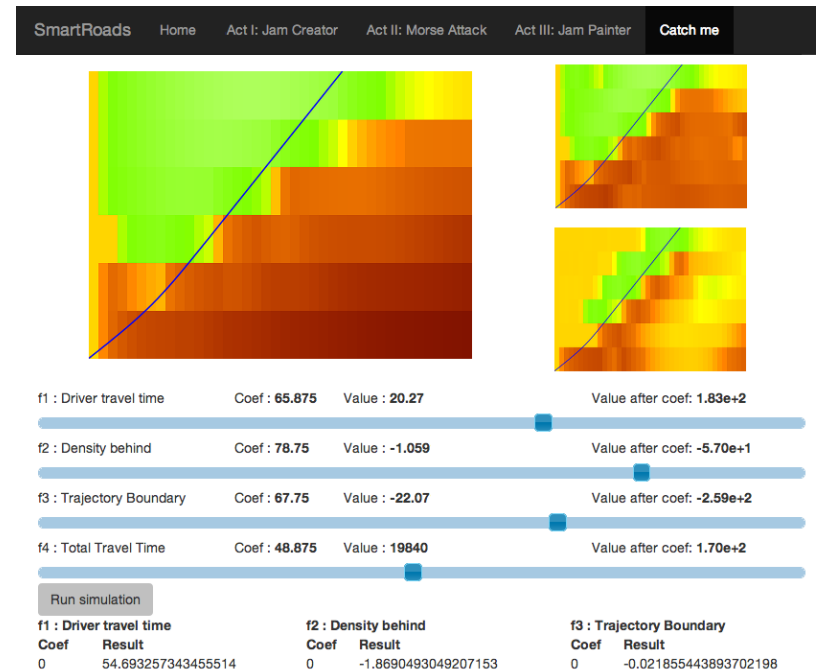 SmartRoads Home Act I: Jam Creator Act II: Morse Attack Act III: Jam Painter Catch me
f1 : Driver travel time Coef : 65.875 Value : 20.27 Value after coef: 1.83e+2
f2 : Density behind Coef : 78.75 Value : -1.059 Value after coef: -5.70e+1
f3 : Trajectory Boundary Coef : 67.75 Value : -22.07 Value after coef: -2.59e+2
f4 : Total Travel Time Coef : 48.875 Value : 19840 Value after coef: 1.70e+2
Run simulation
f1 : Driver travel time f2 : Density behind f3 : Trajectory Boundary
Coef Result Coef Result Coef Result
0 54.693257343455514 0 -1.8690493049207153 0 -0.021855443893702198